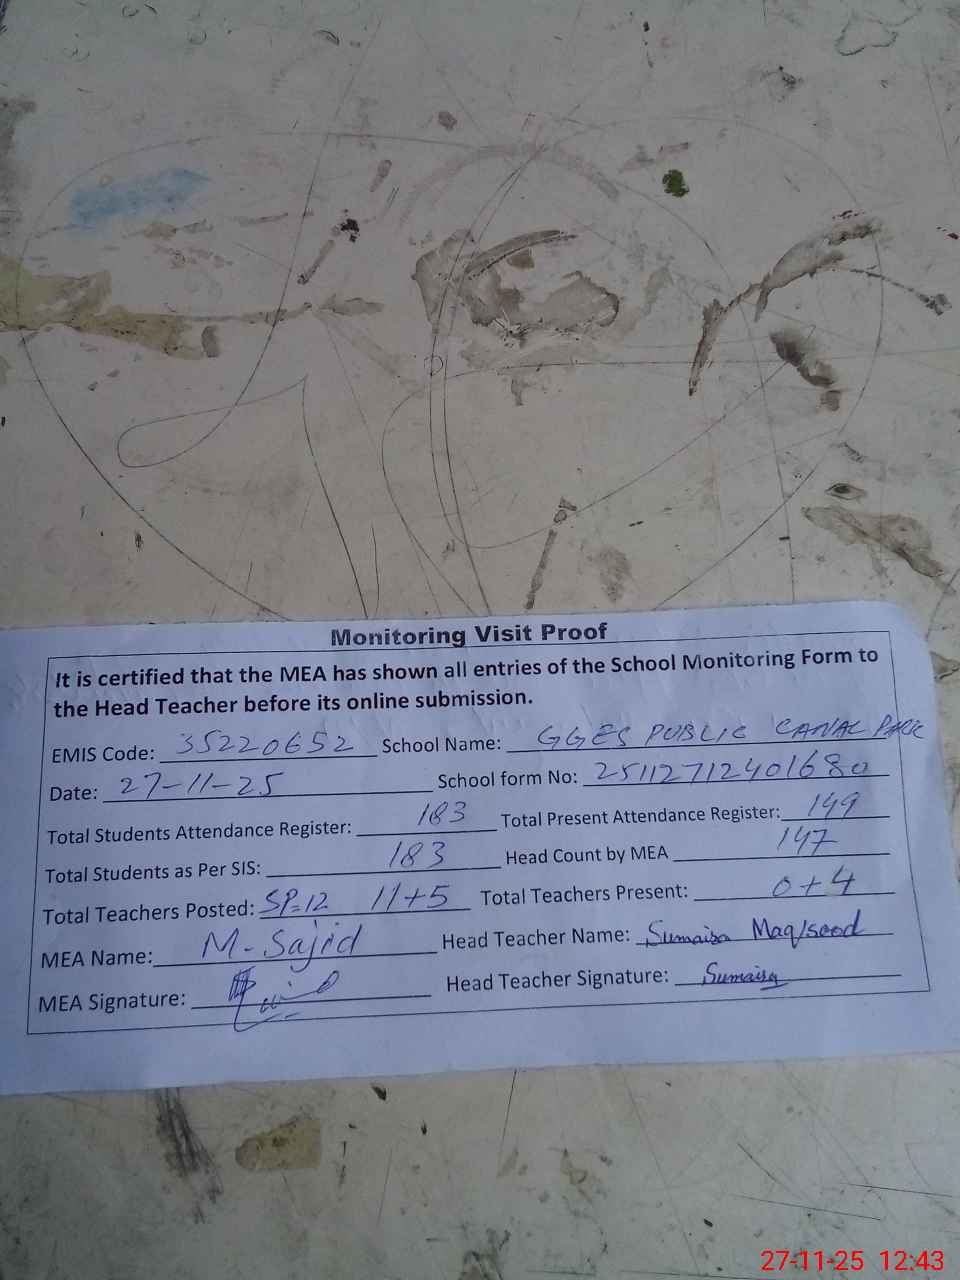 Monitoring Visit Proof
It is certified that the MEA has shown all entries of the School Monitoring Form to
the Head Teacher before its online submission.
EMIS Code: 35220652 School Name: GGES PUBLIC CANAL PARK
Date: 27-11-25 School form No: 25112712401680
Total Students Attendance Register: 183 Total Present Attendance Register: 149
Total Students as Per SIS: 183 Head Count by MEA 147
Total Teachers Posted: SP=12 11+5 Total Teachers Present: 0+4
MEA Name: M-Sajid Head Teacher Name: Sumaira Maq/sood
MEA Signature: Head Teacher Signature: Sumaira
27-11-25 12:43